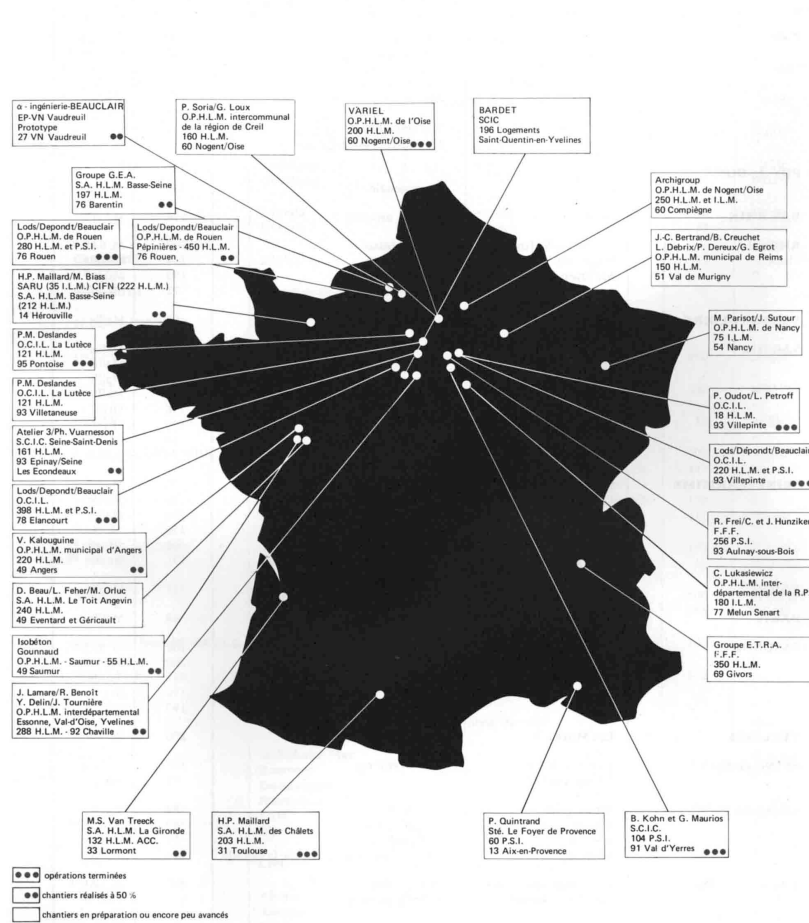 α - ingénierie-BEAUCLAIR
EP-VN Vaudreuil
Prototype
27 VN Vaudreuil
P. Soria/G. Loux
O.P.H.L.M. intercommunal
de la région de Creil
160 H.L.M.
60 Nogent/Oise
VARIEL
O.P.H.L.M. de l'Oise
200 H.L.M.
60 Nogent/Oise
BARDET
SCIC
196 Logements
Saint-Quentin-en-Yvelines
Groupe G.E.A.
S.A. H.L.M. Basse-Seine
197 H.L.M.
76 Barentin
Archigroup
O.P.H.L.M. de Nogent/Oise
250 H.L.M. et I.L.M.
60 Compiègne
Lods/Depondt/Beauclair
O.P.H.L.M. de Rouen
280 H.L.M. et P.S.I.
76 Rouen
Lods/Depondt/Beauclair
O.P.H.L.M. de Rouen
Pépinières - 450 H.L.M.
76 Rouen
J.-C. Bertrand/B. Creuchet
L. Debrix/P. Dereux/G. Egrot
O.P.H.L.M. municipal de Reims
150 H.L.M.
51 Val de Murigny
H.P. Maillard/M. Biass
SARU (35 I.L.M.) CIFN (222 H.L.M.)
S.A. H.L.M. Basse-Seine
(212 H.L.M.)
14 Hérouville
M. Parisot/J. Sutour
O.P.H.L.M. de Nancy
75 I.L.M.
54 Nancy
P.M. Deslandes
O.C.I.L. La Lutèce
121 H.L.M.
95 Pontoise
P.M. Deslandes
O.C.I.L. La Lutèce
121 H.L.M.
93 Villetaneuse
P. Oudot/L. Petroff
O.C.I.L.
18 H.L.M.
93 Villepinte
Atelier 3/Ph. Vuarnesson
S.C.I.C. Seine-Saint-Denis
161 H.L.M.
93 Epinay/Seine
Les Econdeaux
Lods/Dépondt/Beauclair
O.C.I.L.
220 H.L.M. et P.S.I.
93 Villepinte
Lods/Depondt/Beauclair
O.C.I.L.
398 H.L.M. et P.S.I.
78 Elancourt
R. Frei/C. et J. Hunziker
F.F.F.
256 P.S.I.
93 Aulnay-sous-Bois
V. Kalouguine
O.P.H.L.M. municipal d'Angers
220 H.L.M.
49 Angers
C. Lukasiewicz
O.P.H.L.M. inter-
départemental de la R.P.
180 I.L.M.
77 Melun Senart
D. Beau/L. Feher/M. Orluc
S.A. H.L.M. Le Toit Angevin
240 H.L.M.
49 Eventard et Géricault
Isobéton
Gounnaud
O.P.H.L.M. - Saumur - 55 H.L.M.
49 Saumur
Groupe E.T.R.A.
F.F.F.
350 H.L.M.
69 Givors
J. Lamare/R. Benoît
Y. Delin/J. Tournière
O.P.H.L.M. interdépartemental
Essonne, Val-d'Oise, Yvelines
288 H.L.M. - 92 Chaville
M.S. Van Treeck
S.A. H.L.M. La Gironde
132 H.L.M. ACC.
33 Lormont
H.P. Maillard
S.A. H.L.M. des Châlets
203 H.L.M.
31 Toulouse
P. Quintrand
Sté. Le Foyer de Provence
60 P.S.I.
13 Aix-en-Provence
B. Kohn et G. Maurios
S.C.I.C.
104 P.S.I.
91 Val d'Yerres
opérations terminées
chantiers réalisés à 50 %
chantiers en préparation ou encore peu avancés